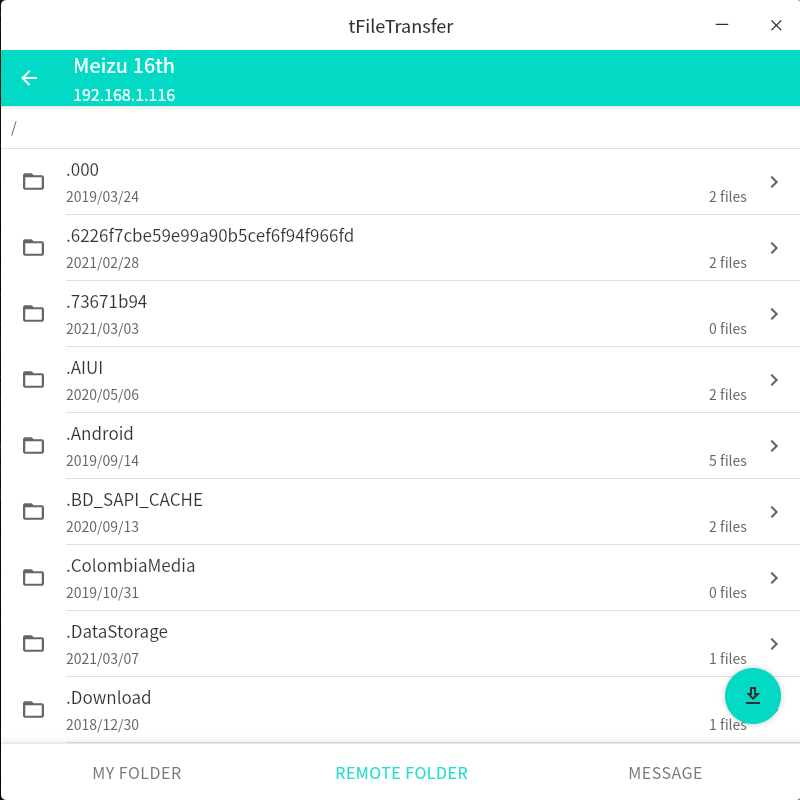 tFileTransfer
Meizu 16th
192.168.1.116
/
.000
2019/03/24 2 files
.6226f7cbe59e99a90b5cef6f94f966fd
2021/02/28 2 files
.73671b94
2021/03/03 0 files
.AIUI
2020/05/06 2 files
.Android
2019/09/14 5 files
.BD_SAPI_CACHE
2020/09/13 2 files
.ColombiaMedia
2019/10/31 0 files
.DataStorage
2021/03/07 1 files
.Download
2018/12/30 1 files
MY FOLDER REMOTE FOLDER MESSAGE